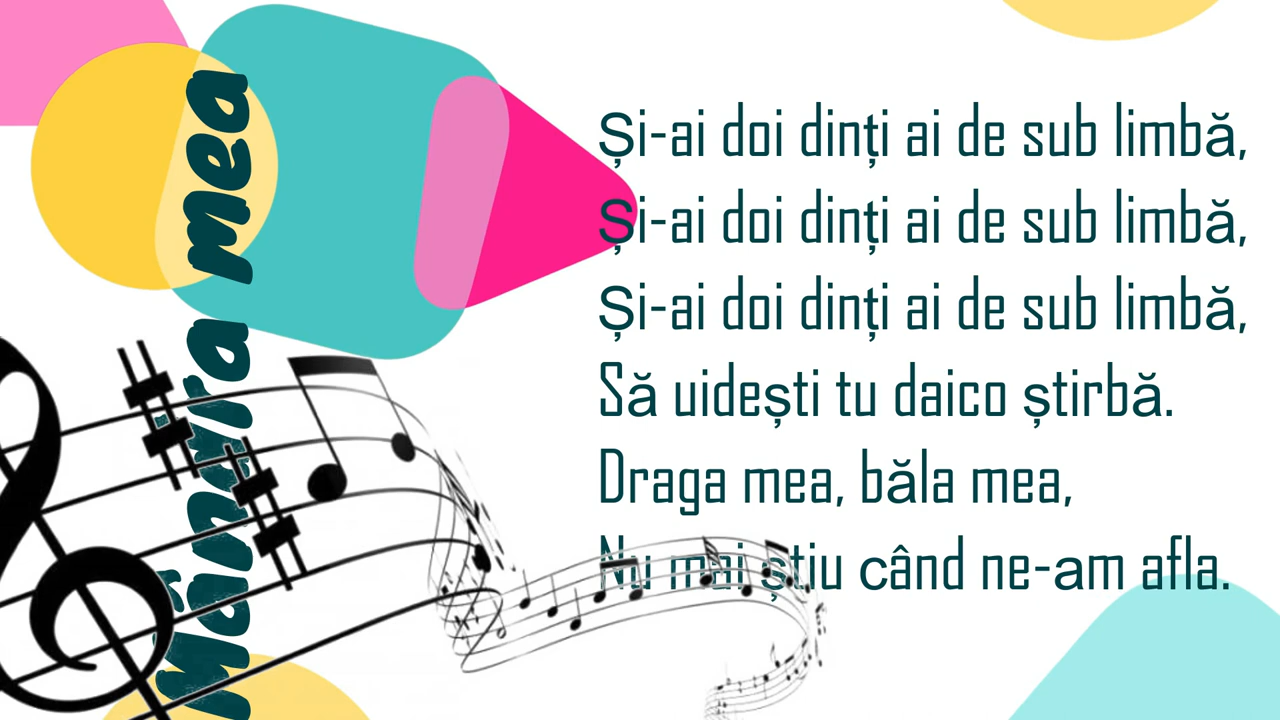 Mândra mea
Și-ai doi dinți ai de sub limbă,
Și-ai doi dinți ai de sub limbă,
Și-ai doi dinți ai de sub limbă,
Să uidești tu daico știrbă.
Draga mea, băla mea,
Nu mai știu când ne-am afla.